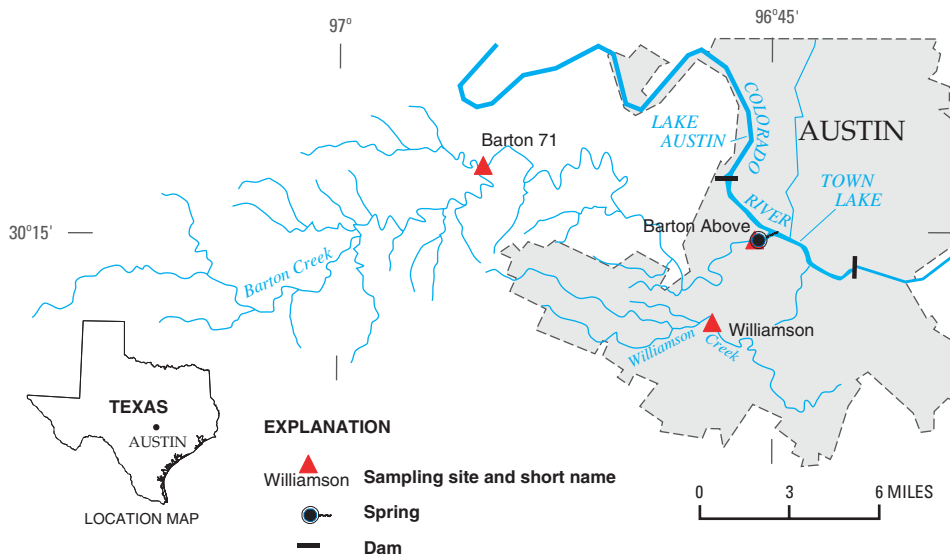 97°
96°45'
COLORADO
LAKE
AUSTIN
AUSTIN
Barton 71
TOWN
LAKE
RIVER
Barton Above
30°15'
Barton Creek
Williamson
Williamson Creek
TEXAS
AUSTIN
LOCATION MAP
EXPLANATION
Williamson Sampling site and short name
Spring
Dam
0 3 6 MILES